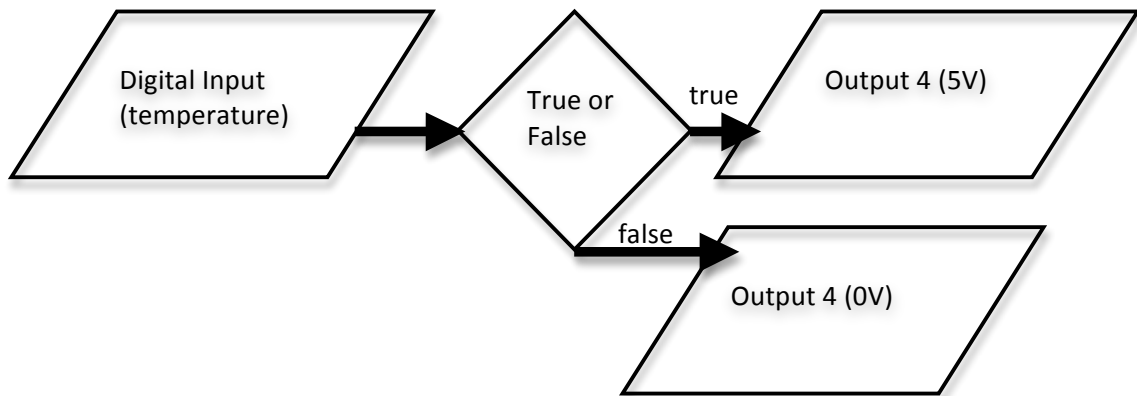 Digital Input
(temperature)
True or
False
true
Output 4 (5V)
false
Output 4 (0V)